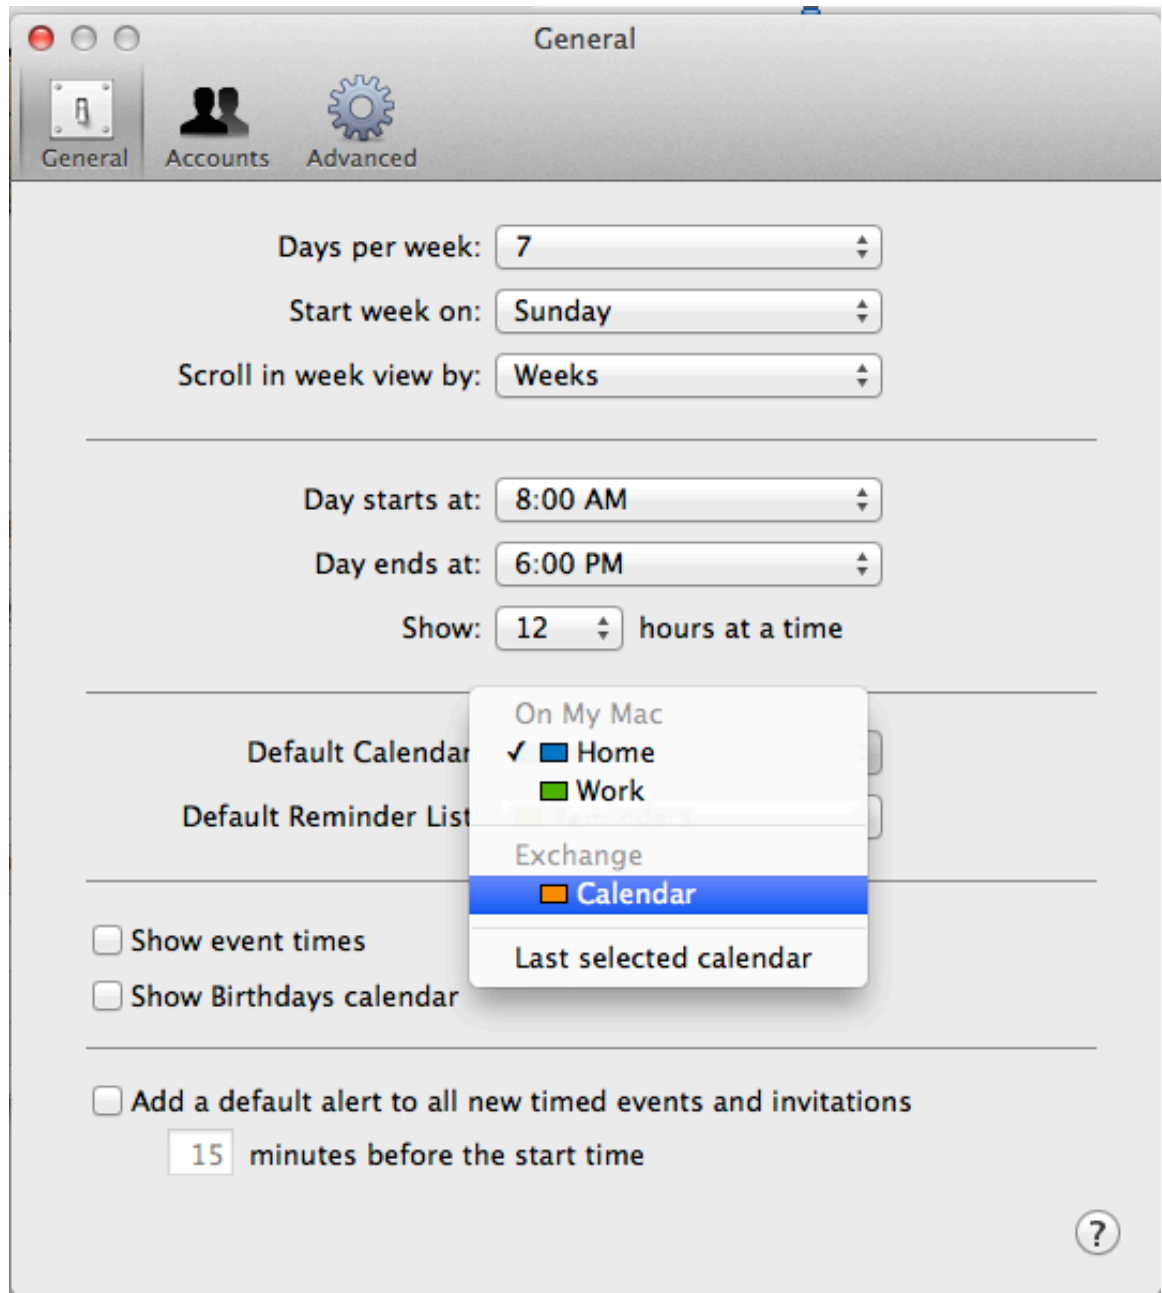 General
General Accounts Advanced
Days per week: 7
Start week on: Sunday
Scroll in week view by: Weeks
Day starts at: 8:00 AM
Day ends at: 6:00 PM
Show: 12 hours at a time
On My Mac
Default Calendar ✓ Home
Work
Default Reminder List Reminders
Exchange
Calendar
Show event times
Last selected calendar
Show Birthdays calendar
Add a default alert to all new timed events and invitations
15 minutes before the start time
?